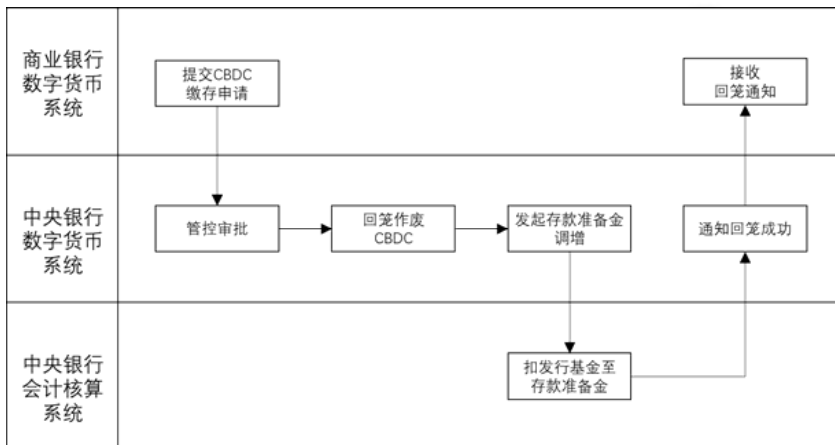 商业银行
数字货币
系统
提交CBDC
缴存申请
接收
回笼通知
中央银行
数字货币
系统
管控审批
回笼作废
CBDC
发起存款准备金
调增
通知回笼成功
中央银行
会计核算
系统
扣发行基金至
存款准备金